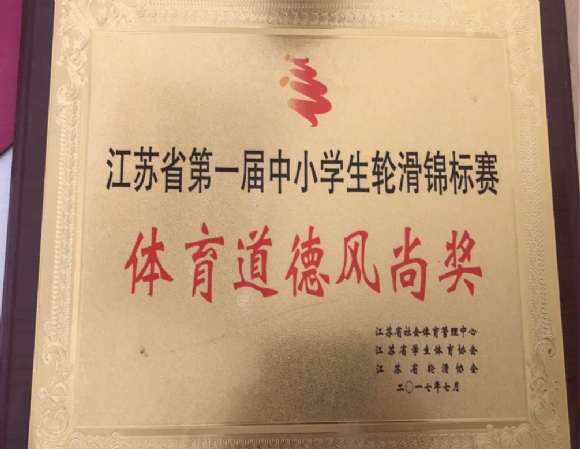 江苏省第一届中小学生轮滑锦标赛
体育道德风尚奖
江苏省社会体育管理中心
江苏省学生体育协会
江苏省轮滑协会
二〇一七年七月